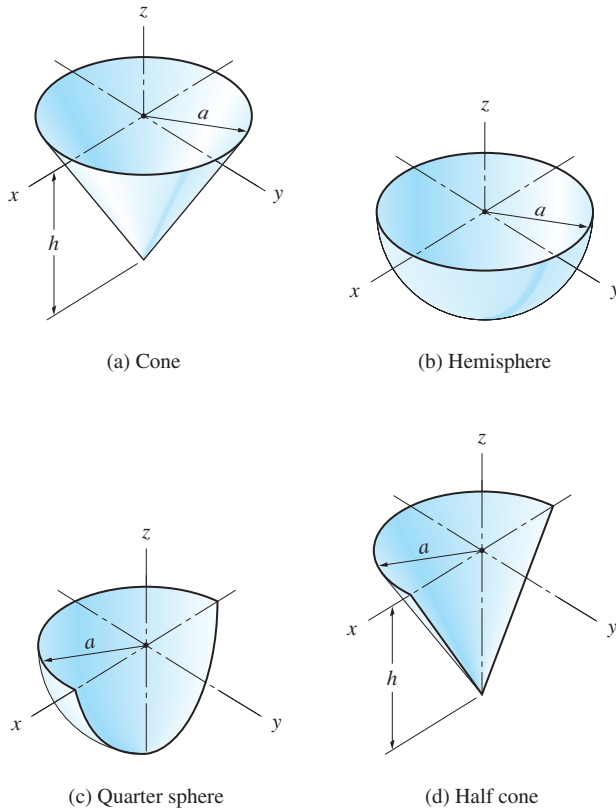 z
a
x
y
h
(a) Cone
z
a
x
y
(b) Hemisphere
z
a
x
y
(c) Quarter sphere
z
a
x
y
h
(d) Half cone